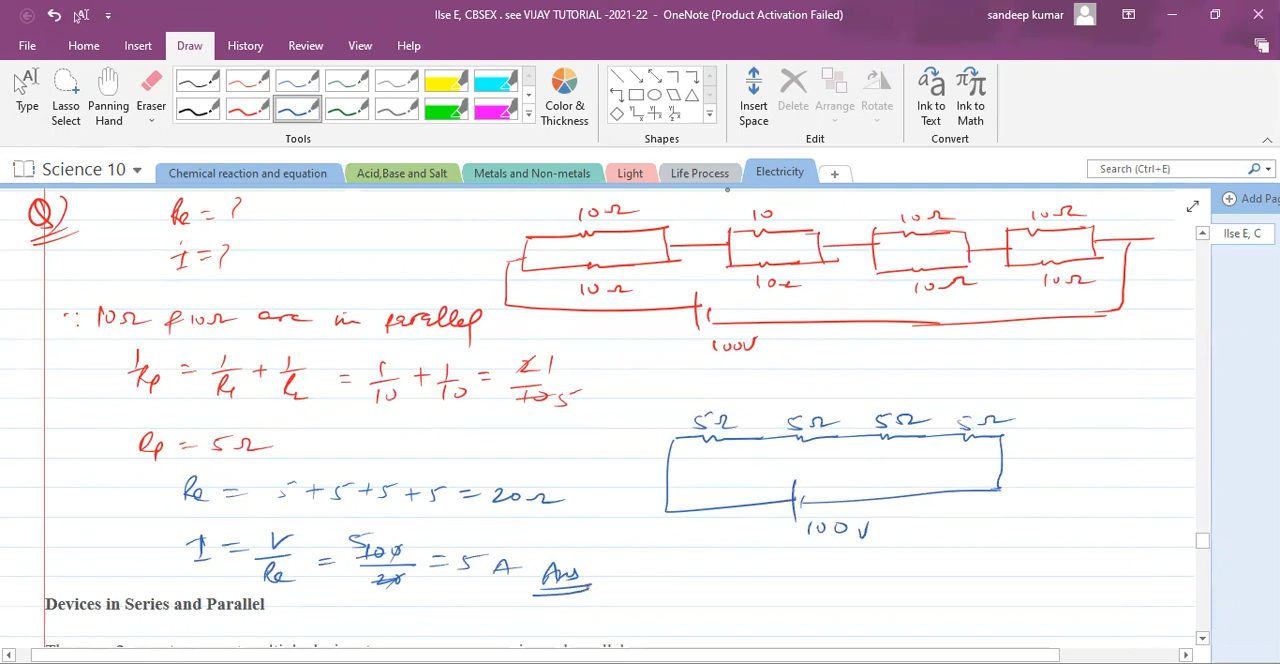 Ilse E, CBSEX . see VIJAY TUTORIAL -2021-22 - OneNote (Product Activation Failed)
sandeep kumar
File Home Insert Draw History Review View Help
Type
Lasso Select
Panning Hand
Eraser
Color & Thickness
Insert Space
Delete
Arrange
Rotate
Ink to Text
Ink to Math
Tools
Shapes
Edit
Convert
Science 10
Chemical reaction and equation
Acid,Base and Salt
Metals and Non-metals
Light
Life Process
Electricity
Search (Ctrl+E)
Add Pag
Ilse E, C
Q)
Re = ?
i = ?
10Ω 10 10Ω 10Ω
10Ω 10Ω 10Ω 10Ω
100V
∵ 10Ω & 10Ω are in parallel
1/Rp = 1/R1 + 1/R2 = 1/10 + 1/10 = 2 1/10 5
Rp = 5Ω
5Ω 5Ω 5Ω 5Ω
100V
Re = 5+5+5+5 = 20Ω
I = V/Re = 5 100/20 = 5 A Ans
Devices in Series and Parallel